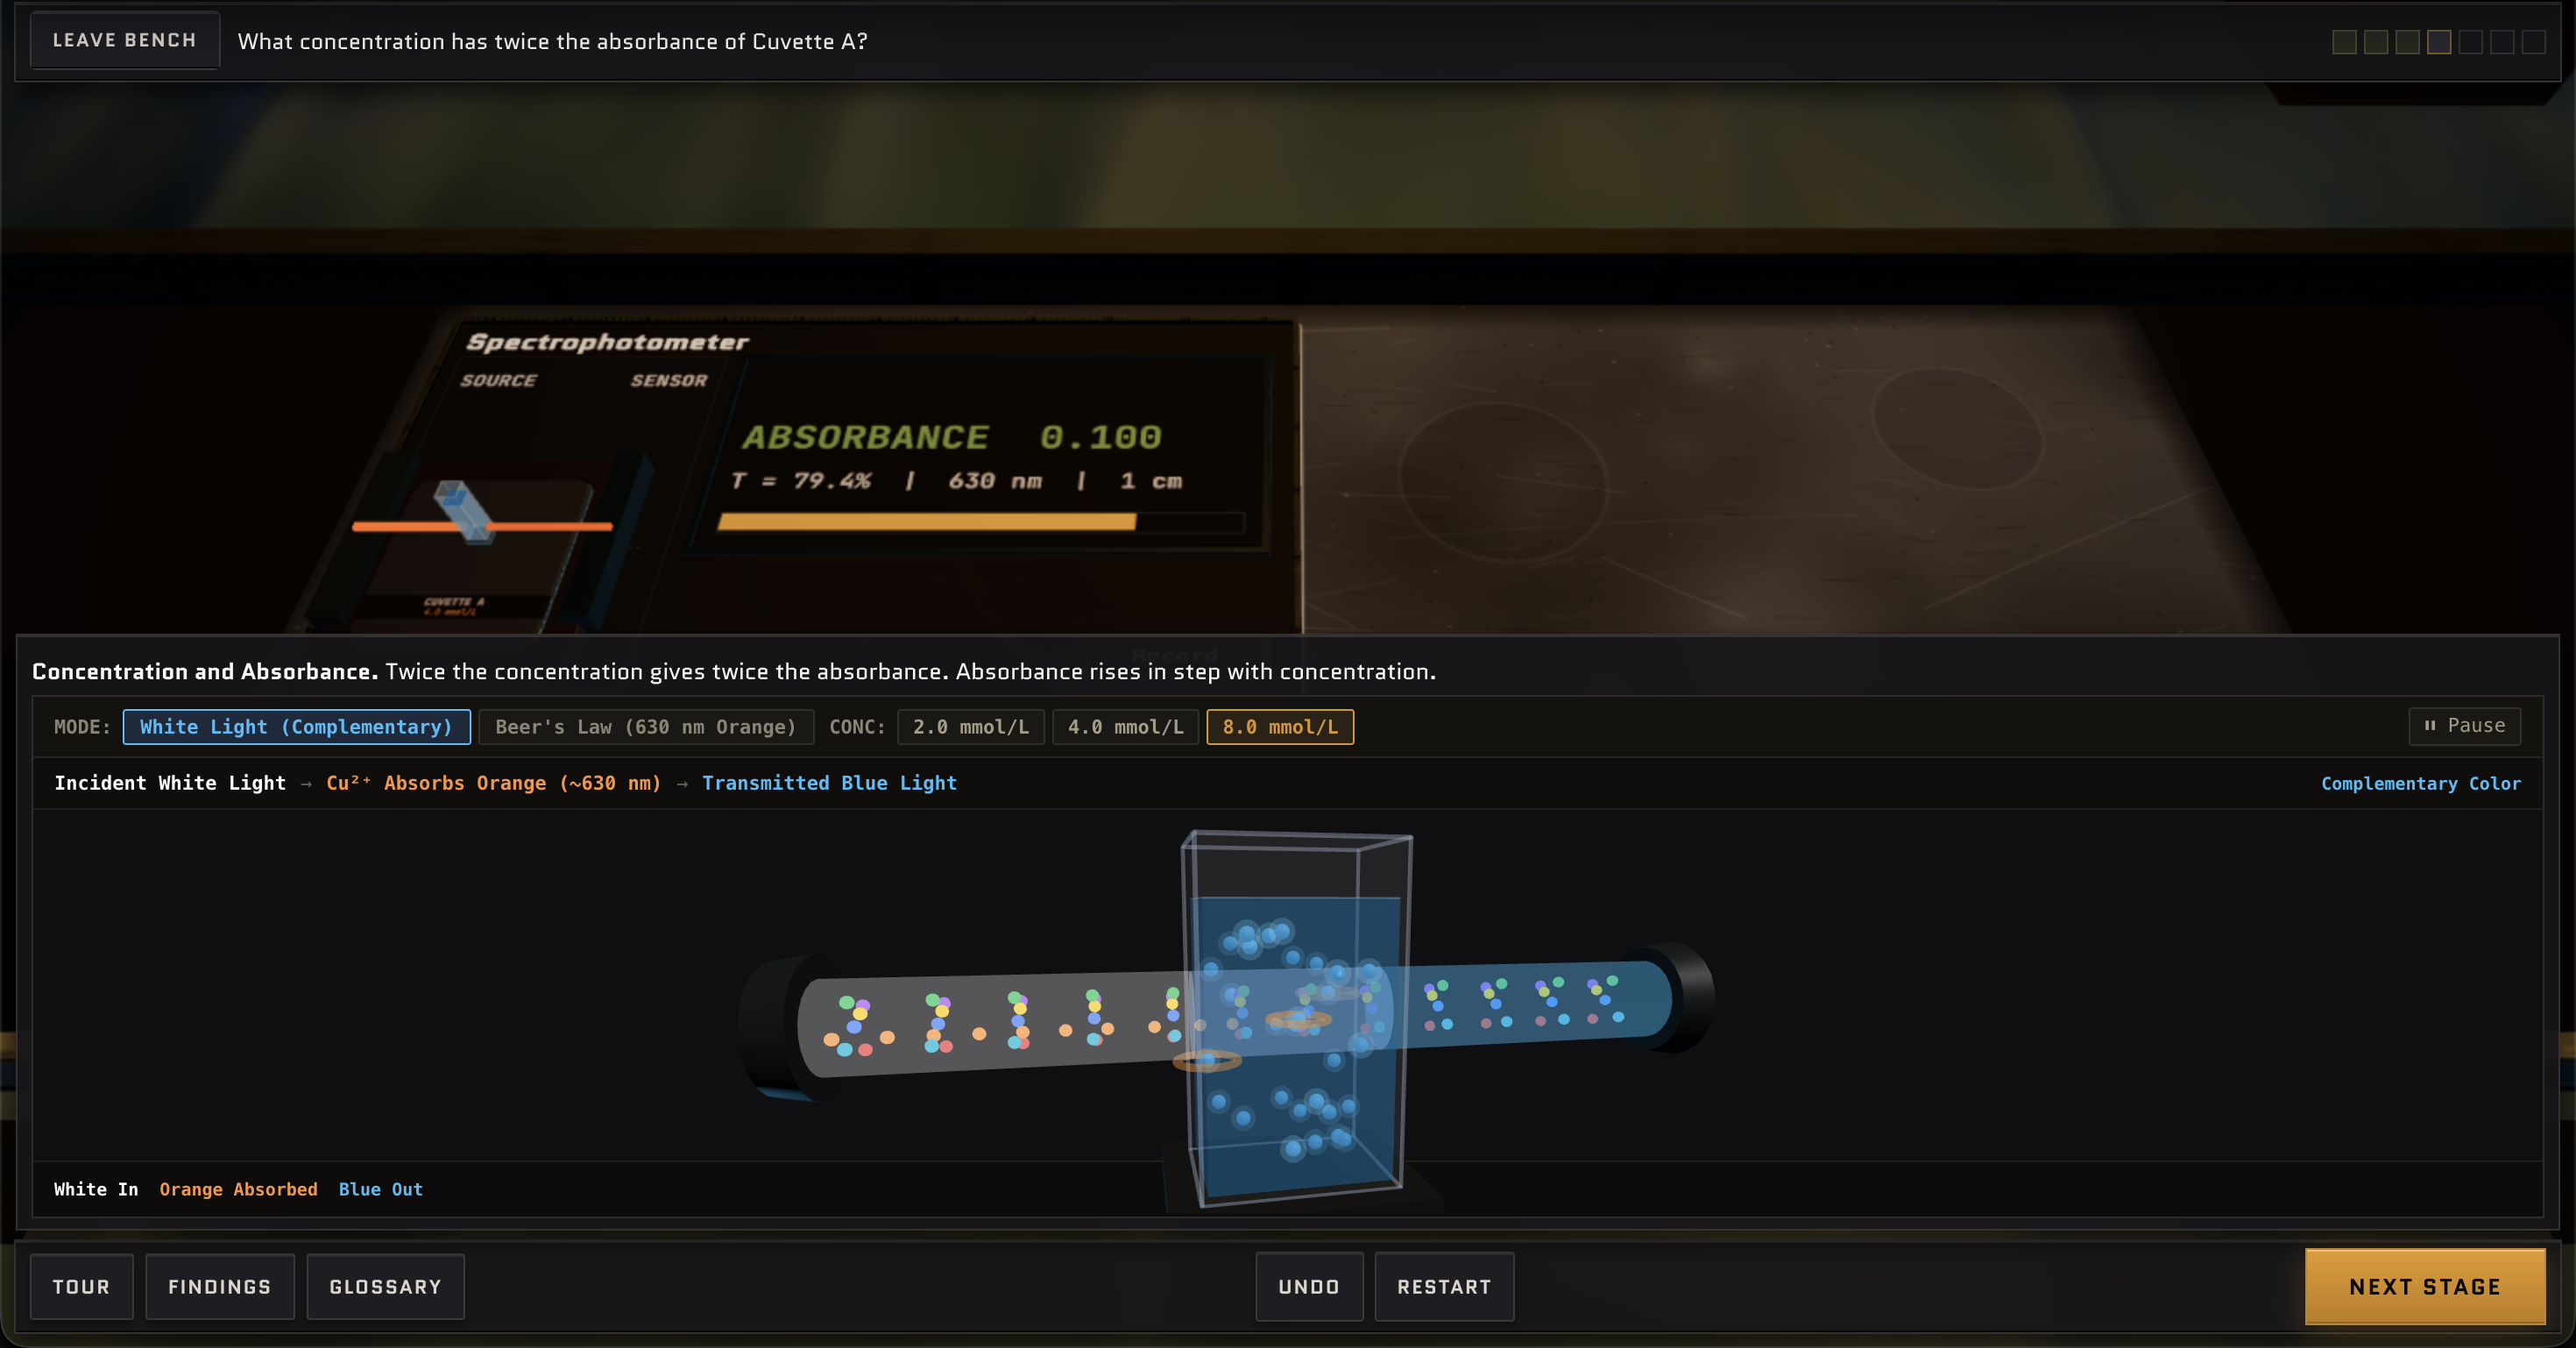 LEAVE BENCH
What concentration has twice the absorbance of Cuvette A?
Spectrophotometer
SOURCE SENSOR
ABSORBANCE 0.100
T = 79.4% | 630 nm | 1 cm
CUVETTE A
4.0 mmol/L
Record
Concentration and Absorbance. Twice the concentration gives twice the absorbance. Absorbance rises in step with concentration.
MODE: White Light (Complementary) Beer's Law (630 nm Orange) CONC: 2.0 mmol/L 4.0 mmol/L 8.0 mmol/L Pause
Incident White Light → Cu²⁺ Absorbs Orange (~630 nm) → Transmitted Blue Light Complementary Color
White In Orange Absorbed Blue Out
TOUR FINDINGS GLOSSARY UNDO RESTART NEXT STAGE